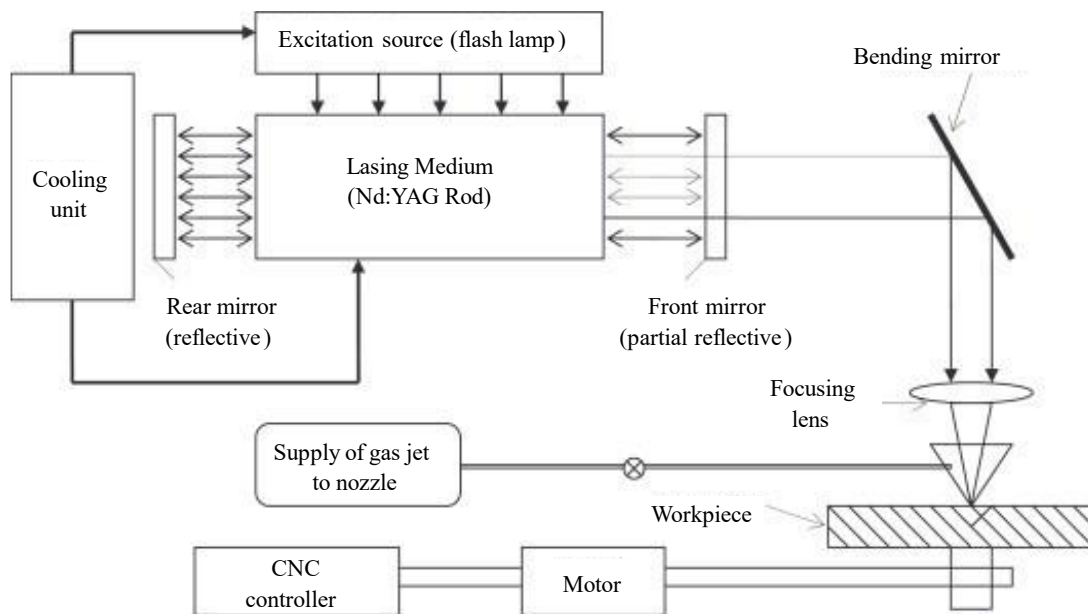 Excitation source (flash lamp)
Bending mirror
Cooling
unit
Lasing Medium
(Nd:YAG Rod)
Rear mirror
(reflective)
Front mirror
(partial reflective)
Focusing
lens
Supply of gas jet
to nozzle
Workpiece
CNC
controller
Motor